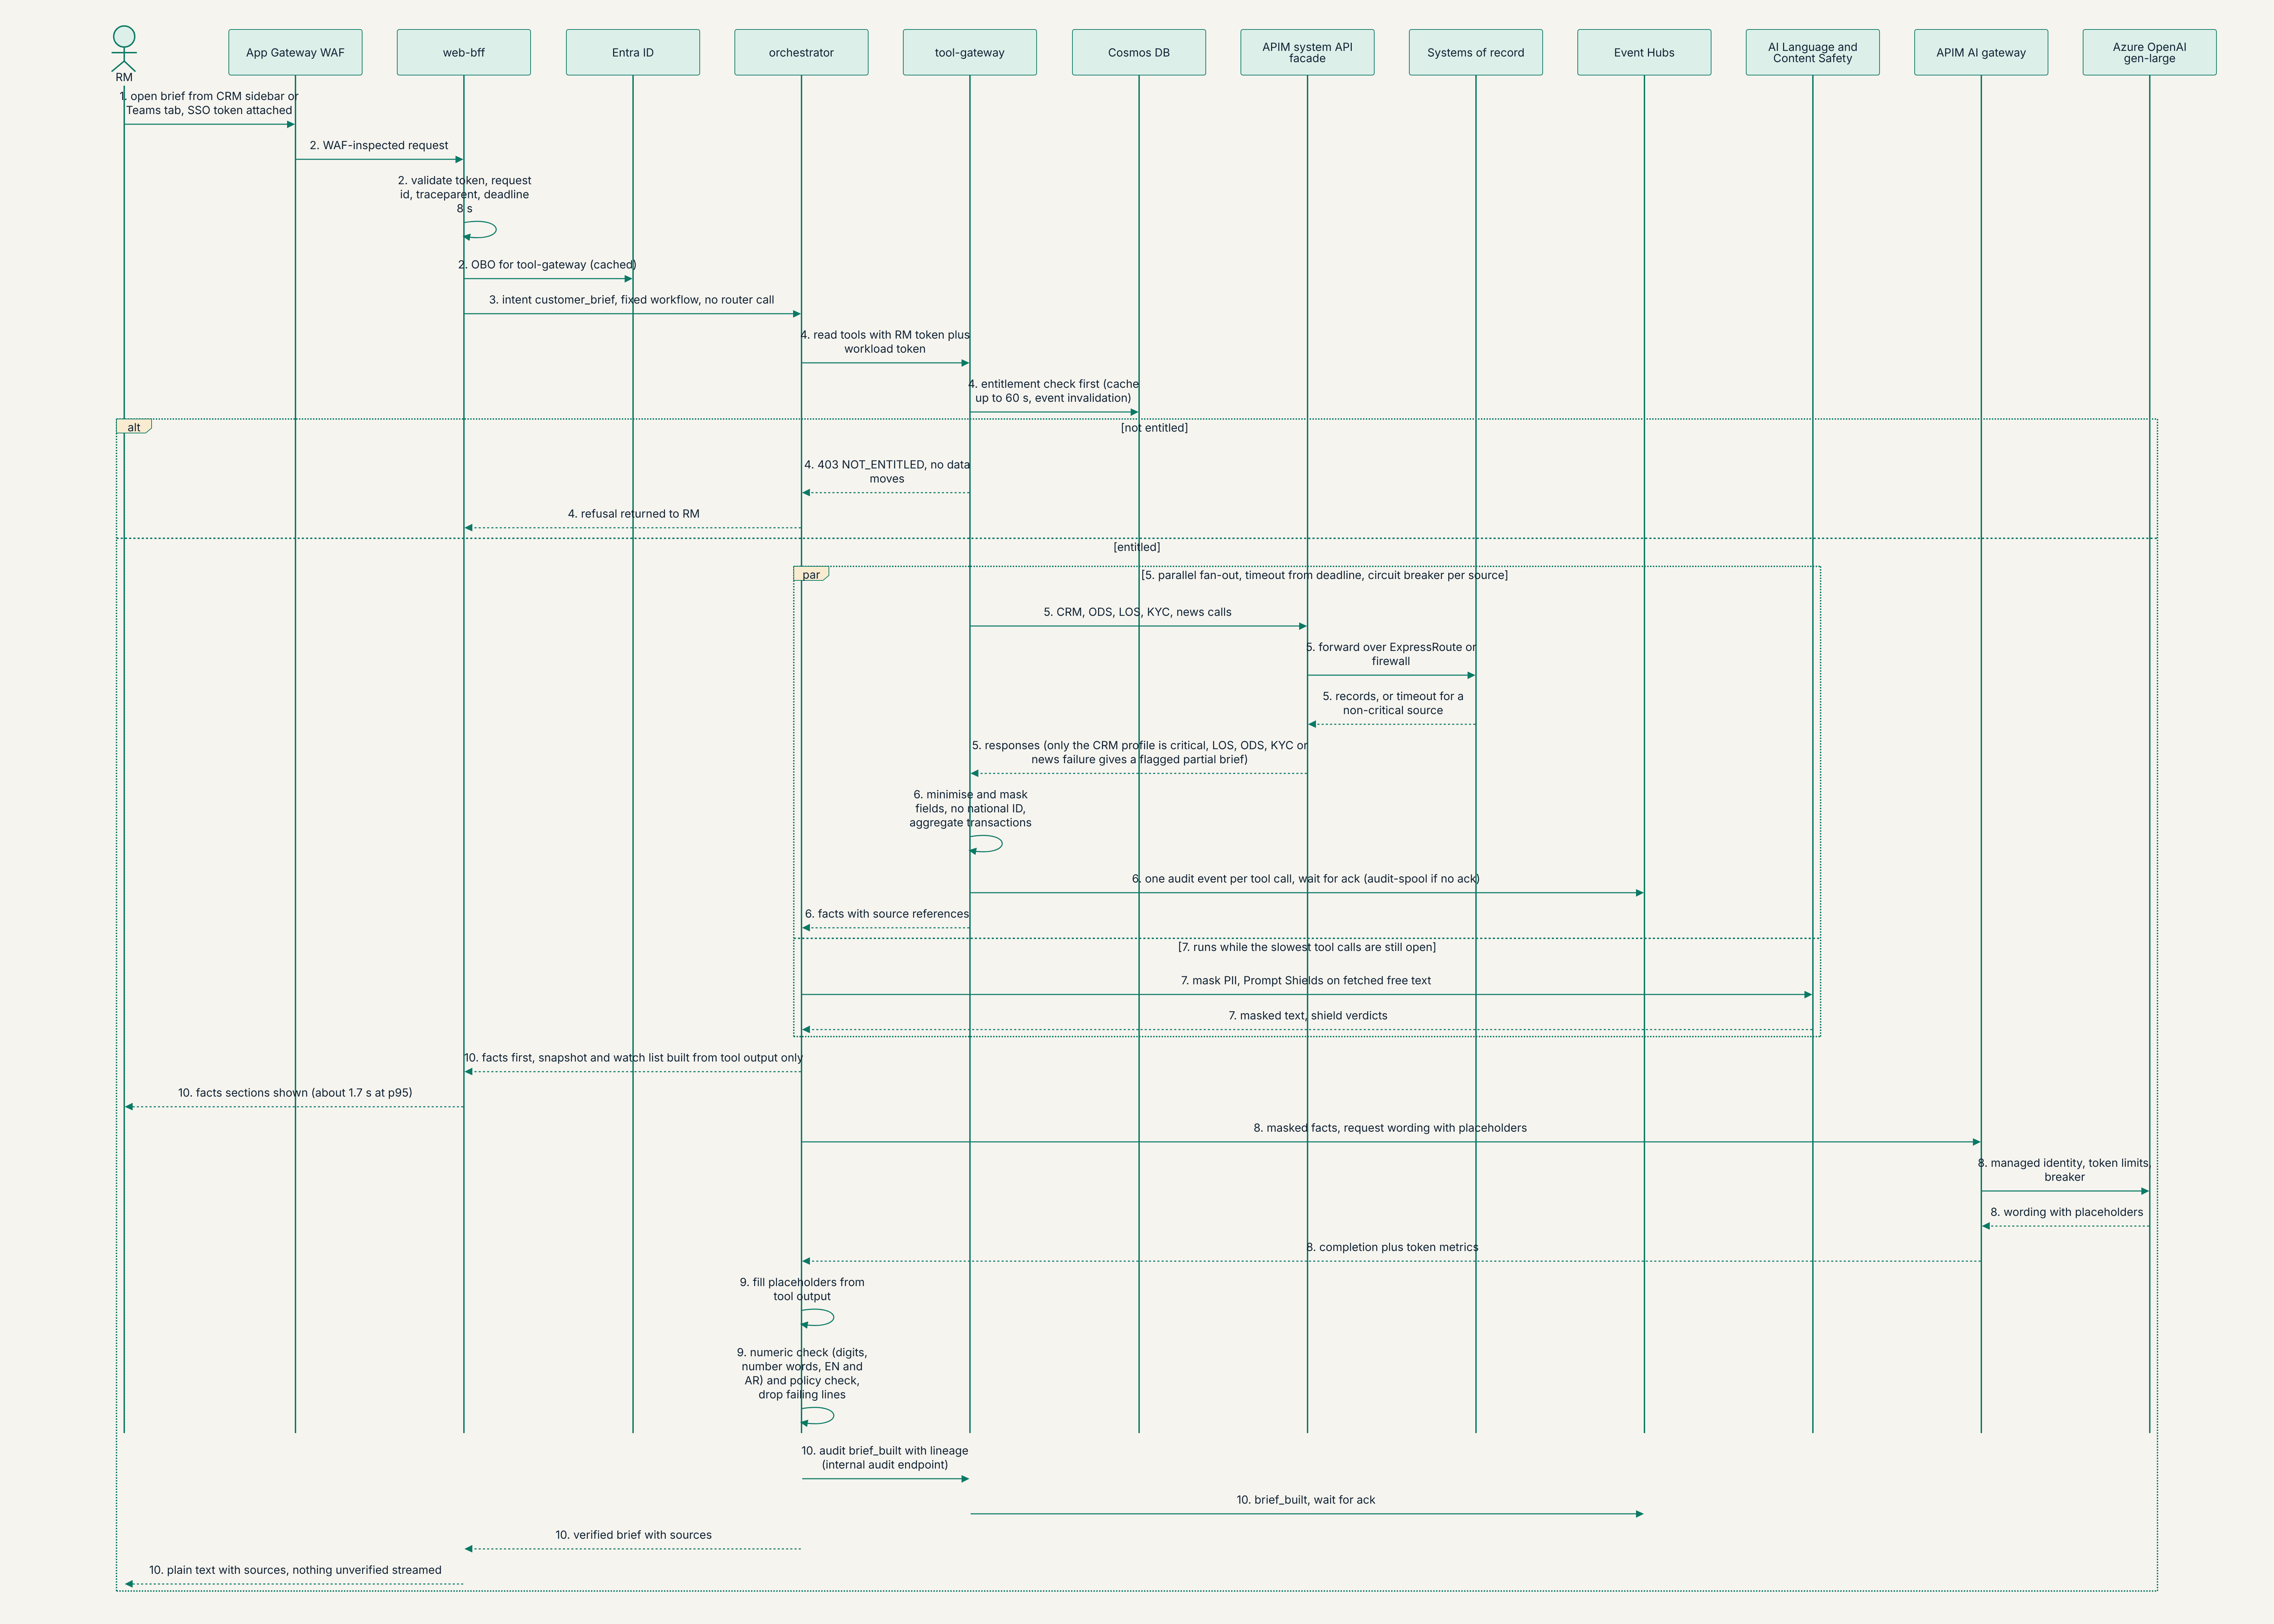 RM
App Gateway WAF
web-bff
Entra ID
orchestrator
tool-gateway
Cosmos DB
APIM system API
facade
Systems of record
Event Hubs
AI Language and
Content Safety
APIM AI gateway
Azure OpenAI
gen-large
1. open brief from CRM sidebar or
Teams tab, SSO token attached
2. WAF-inspected request
2. validate token, request
id, traceparent, deadline
8 s
2. OBO for tool-gateway (cached)
3. intent customer_brief, fixed workflow, no router call
4. read tools with RM token plus
workload token
4. entitlement check first (cache
up to 60 s, event invalidation)
alt
[not entitled]
4. 403 NOT_ENTITLED, no data
moves
4. refusal returned to RM
[entitled]
par
[5. parallel fan-out, timeout from deadline, circuit breaker per source]
5. CRM, ODS, LOS, KYC, news calls
5. forward over ExpressRoute or
firewall
5. records, or timeout for a
non-critical source
5. responses (only the CRM profile is critical, LOS, ODS, KYC or
news failure gives a flagged partial brief)
6. minimise and mask
fields, no national ID,
aggregate transactions
6. one audit event per tool call, wait for ack (audit-spool if no ack)
6. facts with source references
[7. runs while the slowest tool calls are still open]
7. mask PII, Prompt Shields on fetched free text
7. masked text, shield verdicts
10. facts first, snapshot and watch list built from tool output only
10. facts sections shown (about 1.7 s at p95)
8. masked facts, request wording with placeholders
8. managed identity, token limits,
breaker
8. wording with placeholders
8. completion plus token metrics
9. fill placeholders from
tool output
9. numeric check (digits,
number words, EN and
AR) and policy check,
drop failing lines
10. audit brief_built with lineage
(internal audit endpoint)
10. brief_built, wait for ack
10. verified brief with sources
10. plain text with sources, nothing unverified streamed